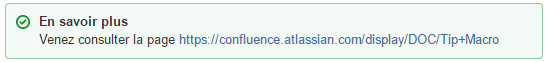 En savoir plus
Venez consulter la page https://confluence.atlassian.com/display/DOC/Tip+Macro